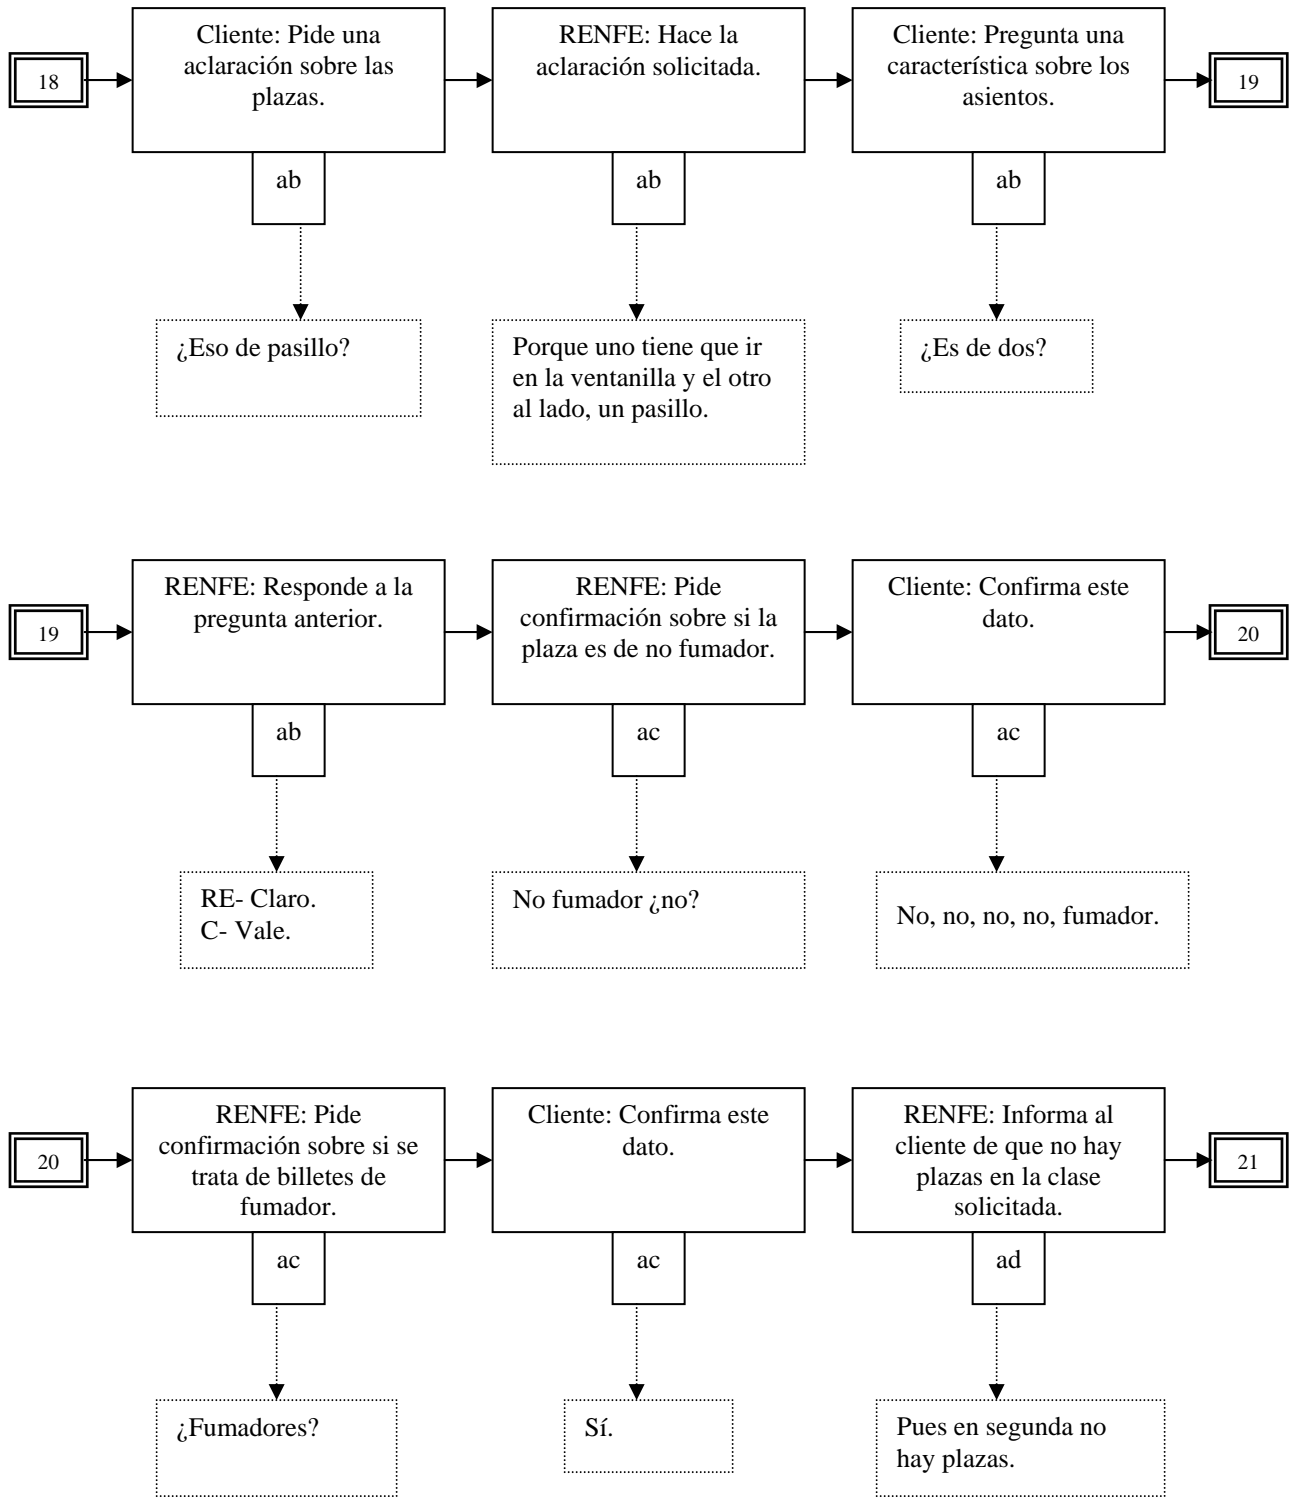 18
Cliente: Pide una
aclaración sobre las
plazas.
RENFE: Hace la
aclaración solicitada.
Cliente: Pregunta una
característica sobre los
asientos.
19
ab
ab
ab
¿Eso de pasillo?
Porque uno tiene que ir
en la ventanilla y el otro
al lado, un pasillo.
¿Es de dos?
19
RENFE: Responde a la
pregunta anterior.
RENFE: Pide
confirmación sobre si la
plaza es de no fumador.
Cliente: Confirma este
dato.
20
ab
ac
ac
RE- Claro.
C- Vale.
No fumador ¿no?
No, no, no, no, fumador.
20
RENFE: Pide
confirmación sobre si se
trata de billetes de
fumador.
Cliente: Confirma este
dato.
RENFE: Informa al
cliente de que no hay
plazas en la clase
solicitada.
21
ac
ac
ad
¿Fumadores?
Sí.
Pues en segunda no
hay plazas.